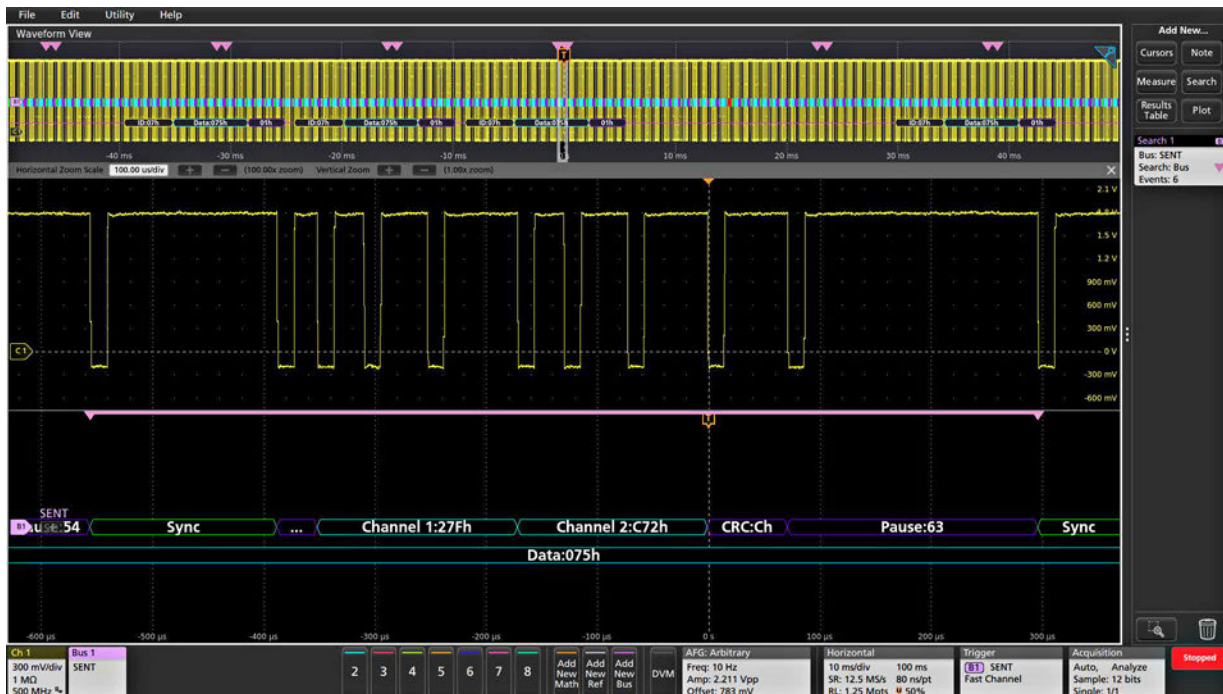 File Edit Utility Help
Waveform View
Add New...
Cursors Note
Measure Search
Results Table Plot
Search 1
Bus: SENT
Search: Bus
Events: 6
T
ID:07h Data:075h 01h ID:07h Data:075h 01h ID:07h 01h ID:07h Data:075h 01h
-40 ms -30 ms -20 ms -10 ms 10 ms 20 ms 30 ms 40 ms
Horizontal Zoom Scale 100.00 us/div + − (100.00x zoom) Vertical Zoom + − (1.00x zoom) X
2.1 V
1.5 V
1.2 V
900 mV
600 mV
300 mV
C1
0 V
-300 mV
-600 mV
T
SENT
B1 :54 Sync ... Channel 1:27Fh Channel 2:C72h CRC:Ch Pause:63 Sync
Data:075h
-600 µs -500 µs -400 µs -300 µs -200 µs -100 µs 0 s 100 µs 200 µs 300 µs
Ch 1
300 mV/div
1 MΩ
500 MHz
Bus 1
SENT
2 3 4 5 6 7 8
Add New Math
Add New Ref
Add New Bus
DVM
AFG: Arbitrary
Freq: 10 Hz
Amp: 2.211 Vpp
Offset: 783 mV
Horizontal
10 ms/div 100 ms
SR: 12.5 MS/s 80 ns/pt
RL: 1.25 Mpts 50%
Trigger
B1 SENT
Fast Channel
Acquisition
Auto, Analyze
Sample: 12 bits
Single: 1/1
Stopped